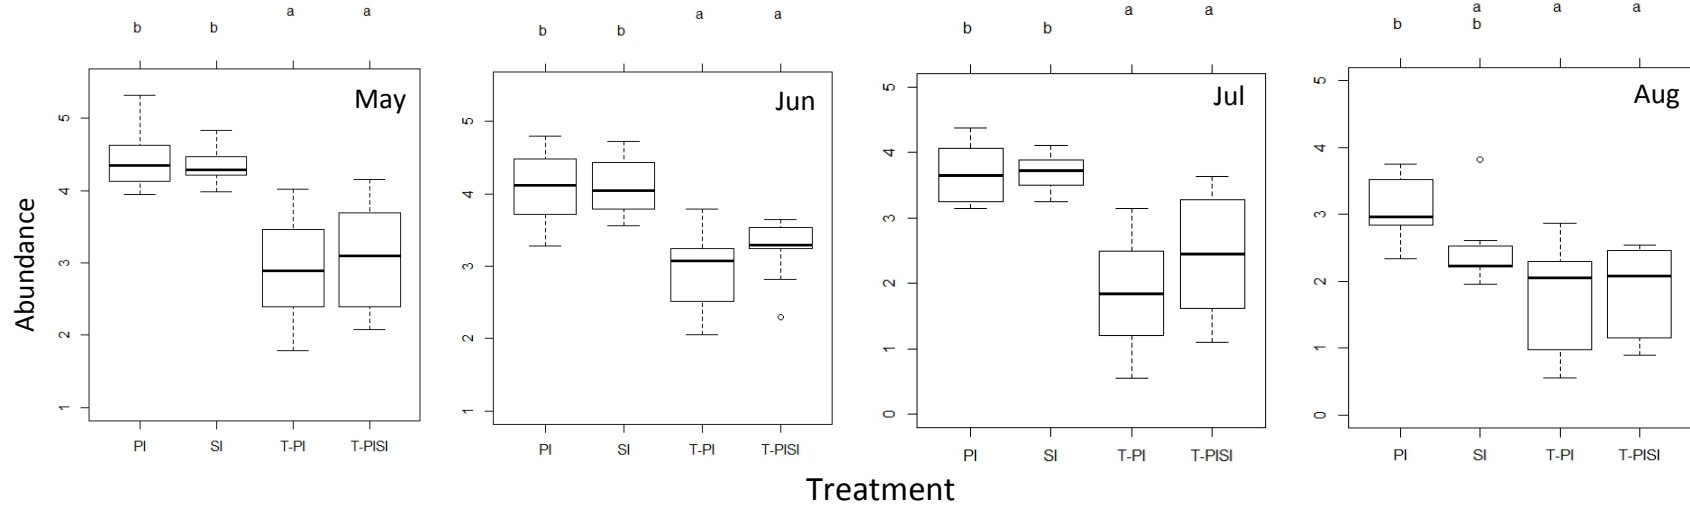 b b a a
May
5
4
3
2
1
PI SI T-PI T-PISI
b b a a
Jun
5
4
3
2
1
PI SI T-PI T-PISI
b b a a
Jul
5
4
3
2
1
0
PI SI T-PI T-PISI
a a a
b b
Aug
5
4
3
2
1
0
PI SI T-PI T-PISI
Abundance
Treatment